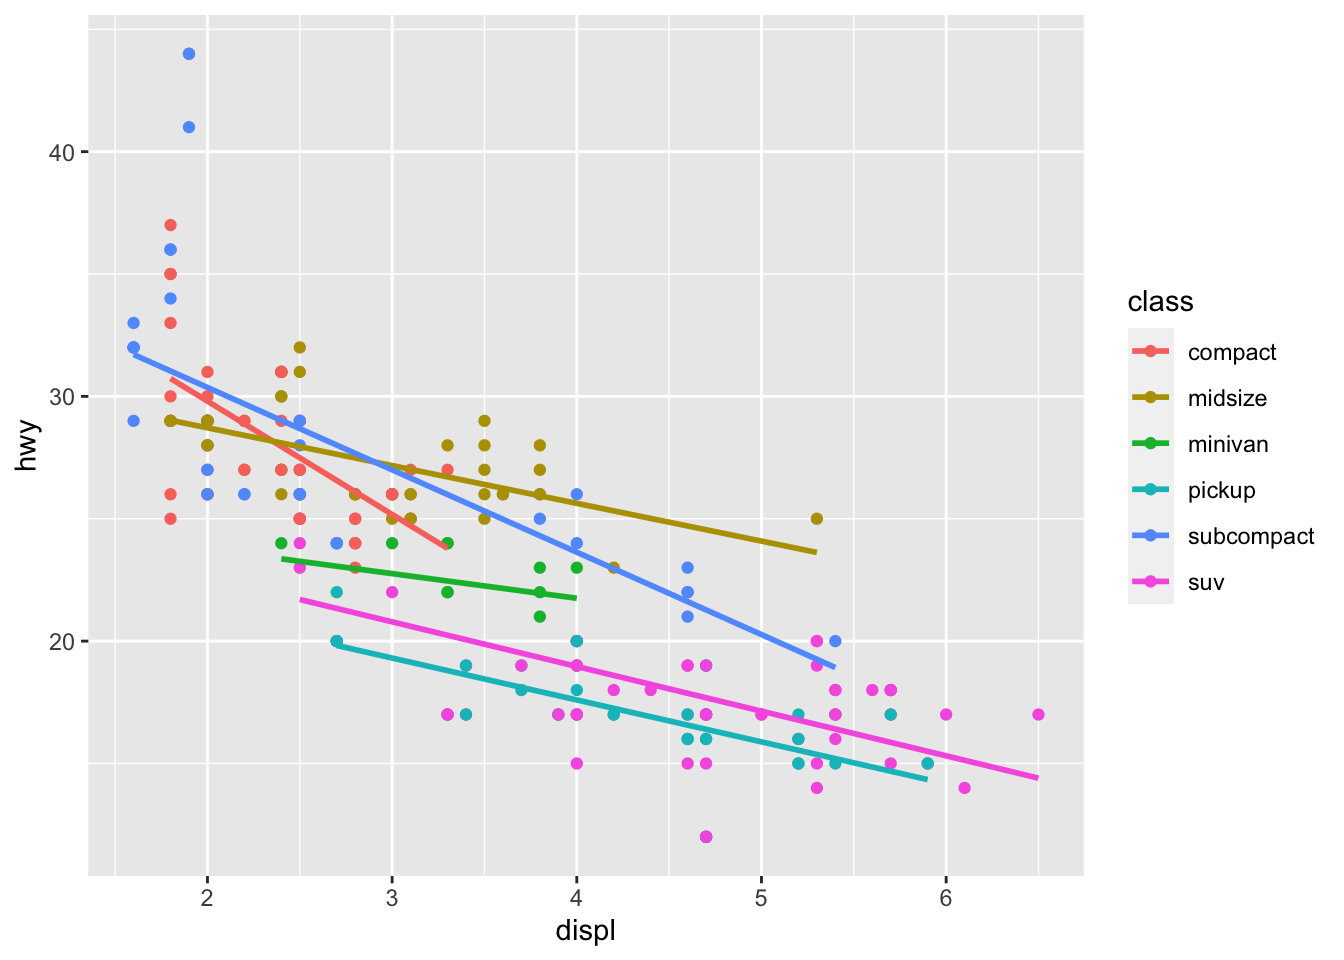 40
30
20
hwy
2 3 4 5 6
displ
class
compact
midsize
minivan
pickup
subcompact
suv